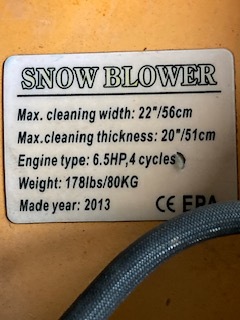 SNOW BLOWER
Max. cleaning width: 22"/56cm
Max.cleaning thickness: 20"/51cm
Engine type: 6.5HP,4 cycles
Weight: 178lbs/80KG
Made year: 2013 CE EPA